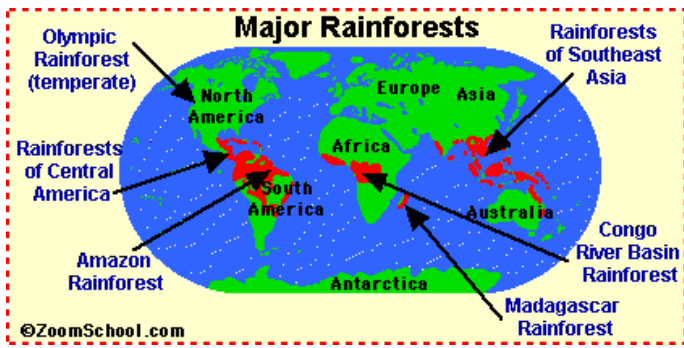 Major Rainforests
Olympic
Rainforest
(temperate)
Rainforests
of Southeast
Asia
North
America
Europe
Asia
Rainforests
of Central
America
Africa
South
America
Australia
Amazon
Rainforest
Congo
River Basin
Rainforest
Antarctica
Madagascar
Rainforest
©ZoomSchool.com